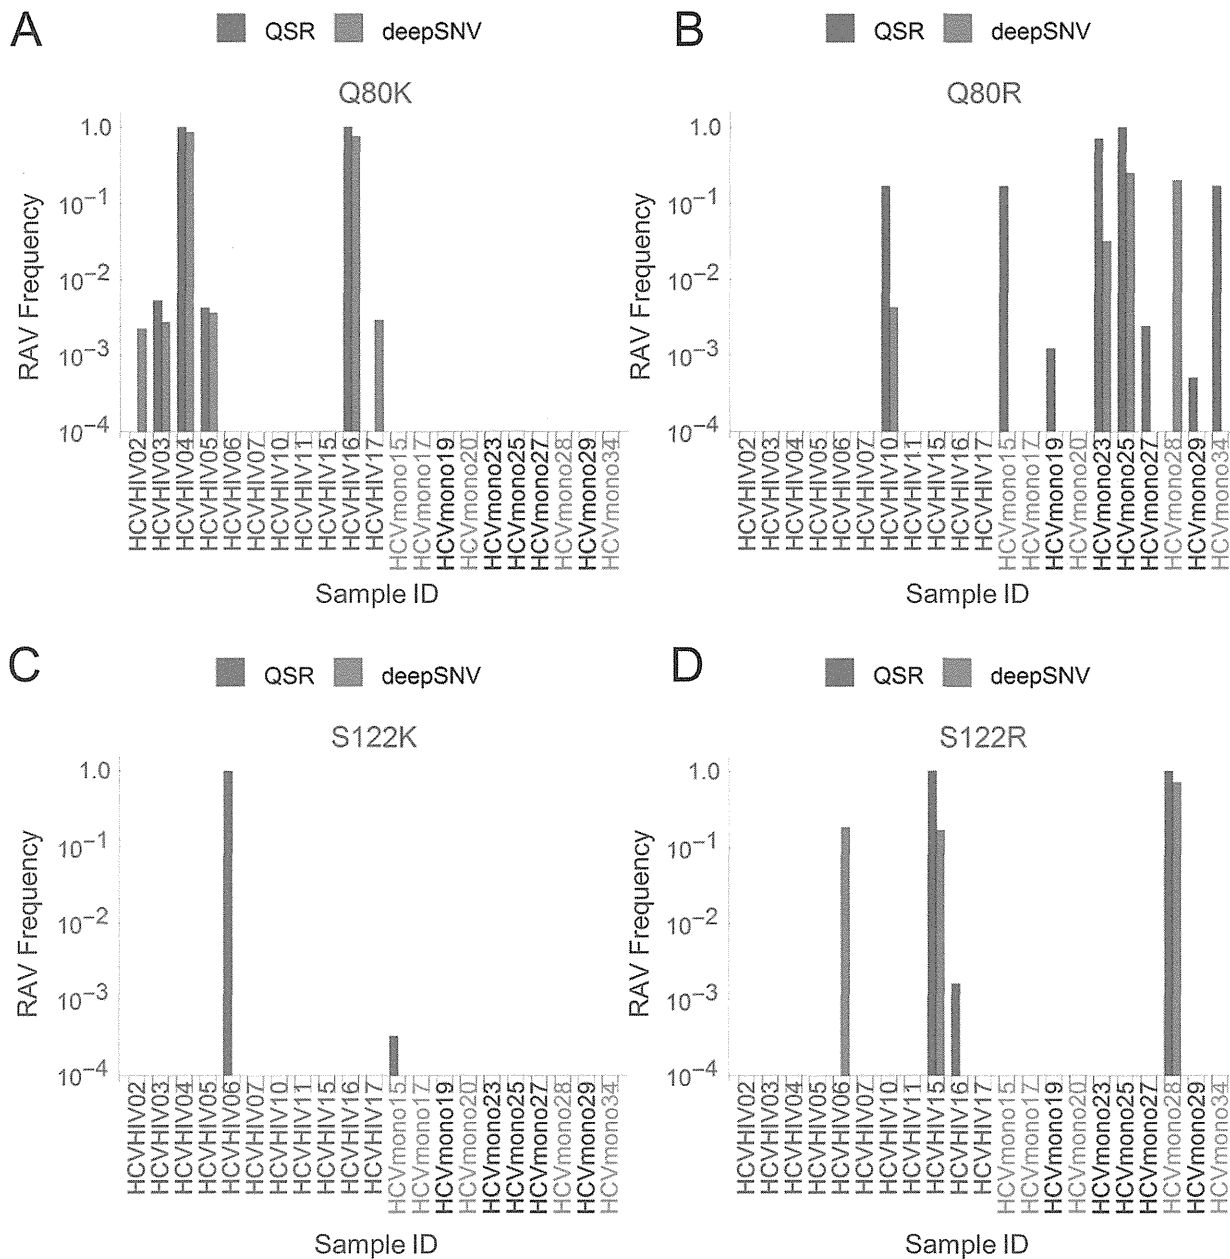 A
QSR deepSNV
Q80K
1.0
10−1
10−2
10−3
10−4
RAV Frequency
HCVHIV02
HCVHIV03
HCVHIV04
HCVHIV05
HCVHIV06
HCVHIV07
HCVHIV10
HCVHIV11
HCVHIV15
HCVHIV16
HCVHIV17
HCVmono15
HCVmono17
HCVmono19
HCVmono20
HCVmono23
HCVmono25
HCVmono27
HCVmono28
HCVmono29
HCVmono34
Sample ID
B
QSR deepSNV
Q80R
1.0
10−1
10−2
10−3
10−4
RAV Frequency
HCVHIV02
HCVHIV03
HCVHIV04
HCVHIV05
HCVHIV06
HCVHIV07
HCVHIV10
HCVHIV11
HCVHIV15
HCVHIV16
HCVHIV17
HCVmono15
HCVmono17
HCVmono19
HCVmono20
HCVmono23
HCVmono25
HCVmono27
HCVmono28
HCVmono29
HCVmono34
Sample ID
C
QSR deepSNV
S122K
1.0
10−1
10−2
10−3
10−4
RAV Frequency
HCVHIV02
HCVHIV03
HCVHIV04
HCVHIV05
HCVHIV06
HCVHIV07
HCVHIV10
HCVHIV11
HCVHIV15
HCVHIV16
HCVHIV17
HCVmono15
HCVmono17
HCVmono19
HCVmono20
HCVmono23
HCVmono25
HCVmono27
HCVmono28
HCVmono29
HCVmono34
Sample ID
D
QSR deepSNV
S122R
1.0
10−1
10−2
10−3
10−4
RAV Frequency
HCVHIV02
HCVHIV03
HCVHIV04
HCVHIV05
HCVHIV06
HCVHIV07
HCVHIV10
HCVHIV11
HCVHIV15
HCVHIV16
HCVHIV17
HCVmono15
HCVmono17
HCVmono19
HCVmono20
HCVmono23
HCVmono25
HCVmono27
HCVmono28
HCVmono29
HCVmono34
Sample ID